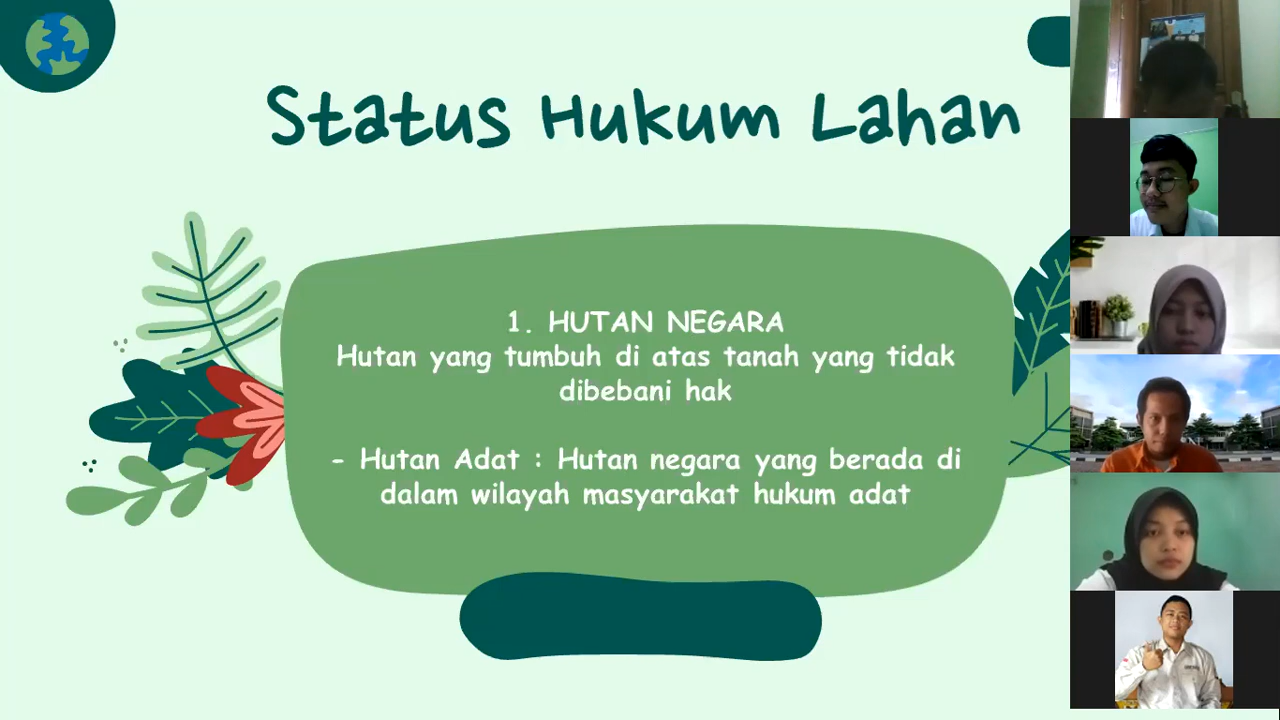 Status Hukum Lahan
1. HUTAN NEGARA
Hutan yang tumbuh di atas tanah yang tidak
dibebani hak
- Hutan Adat : Hutan negara yang berada di
dalam wilayah masyarakat hukum adat